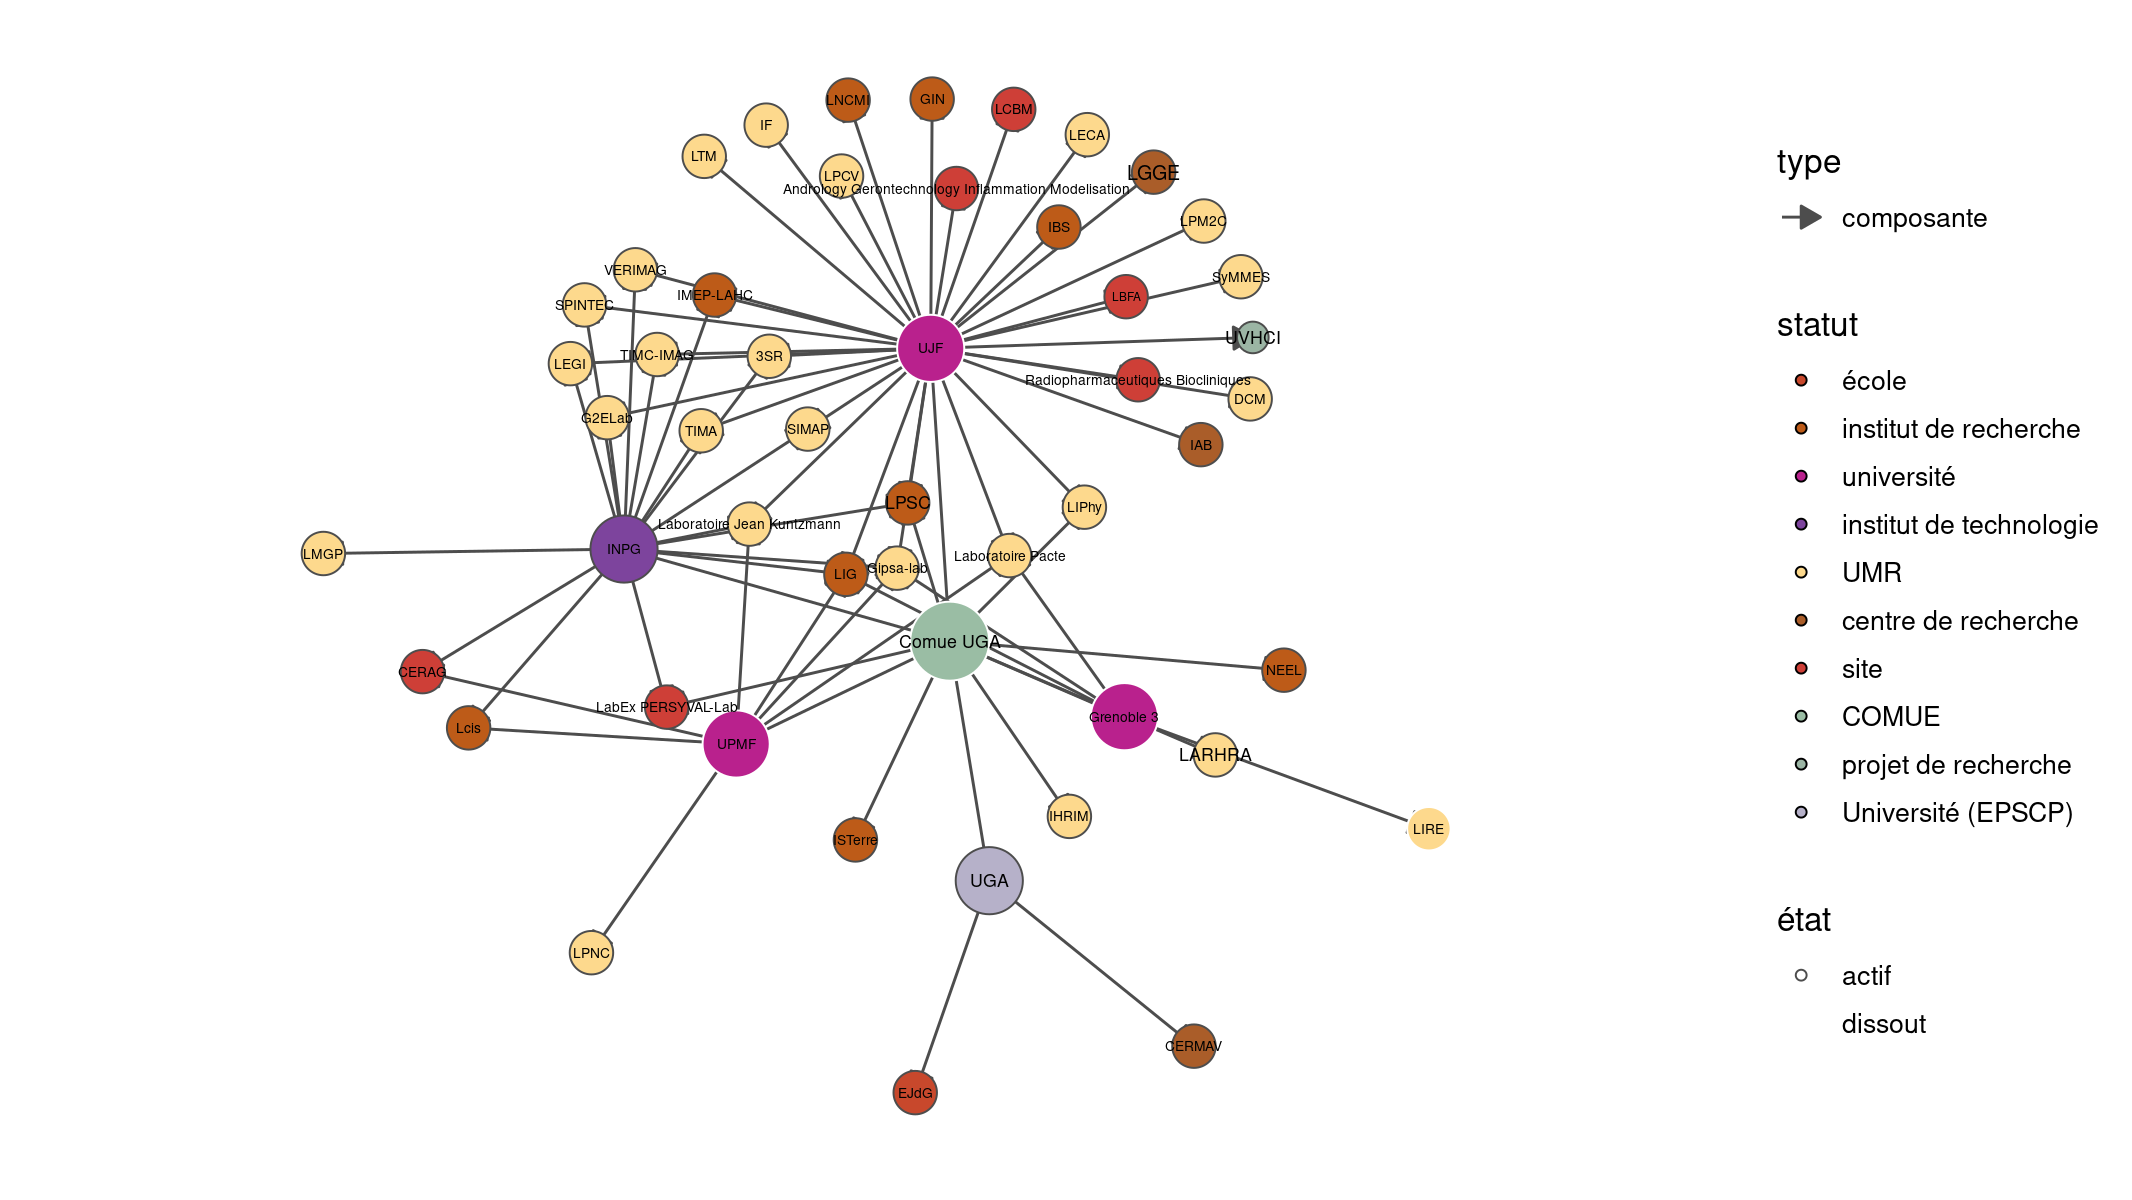 LNCMI
GIN
LCBM
IF
LECA
LTM
LPCV
LGGE
Andrology Gerontechnology Inflammation Modelisation
LPM2C
IBS
VERIMAG
SyMMES
IMEP-LAHC
LBFA
SPINTEC
UVHCI
UJF
TIMC-IMAG
3SR
LEGI
Radiopharmaceutiques Biocliniques
DCM
G2ELab
TIMA
SIMAP
IAB
LPSC
LIPhy
Laboratoire Jean Kuntzmann
INPG
LMGP
Laboratoire Pacte
Gipsa-lab
LIG
Comue UGA
CERAG
NEEL
LabEx PERSYVAL-Lab
Grenoble 3
Lcis
UPMF
LARHRA
IHRIM
LIRE
ISTerre
UGA
LPNC
CERMAV
EJdG
type
composante
statut
école
institut de recherche
université
institut de technologie
UMR
centre de recherche
site
COMUE
projet de recherche
Université (EPSCP)
état
actif
dissout